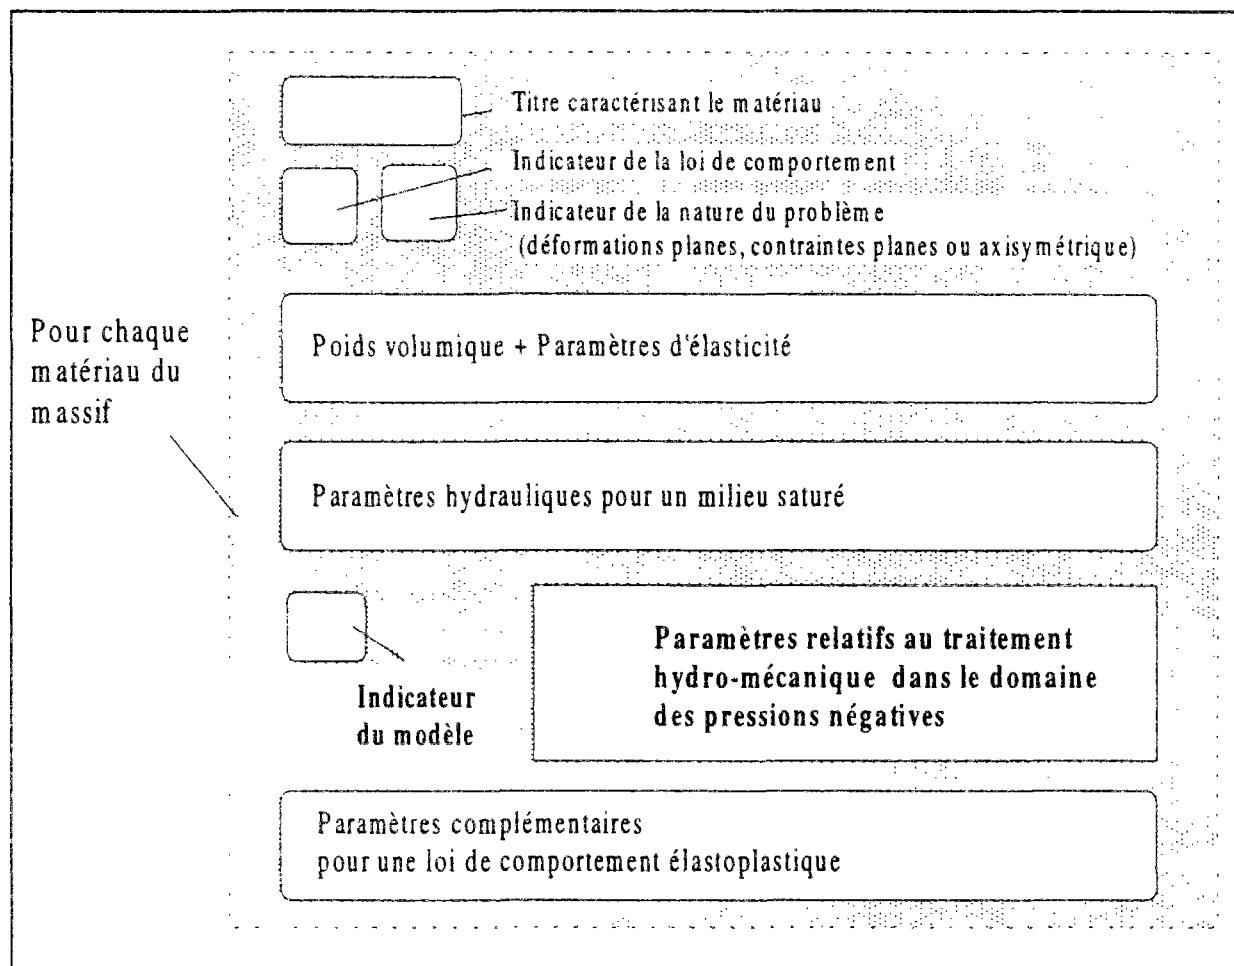 Titre caractérisant le matériau
Indicateur de la loi de comportement
Indicateur de la nature du problème
(déformations planes, contraintes planes ou axisymétrique)
Pour chaque
matériau du
massif
Poids volumique + Paramètres d'élasticité
Paramètres hydrauliques pour un milieu saturé
Indicateur
du modèle
Paramètres relatifs au traitement
hydro-mécanique dans le domaine
des pressions négatives
Paramètres complémentaires
pour une loi de comportement élastoplastique